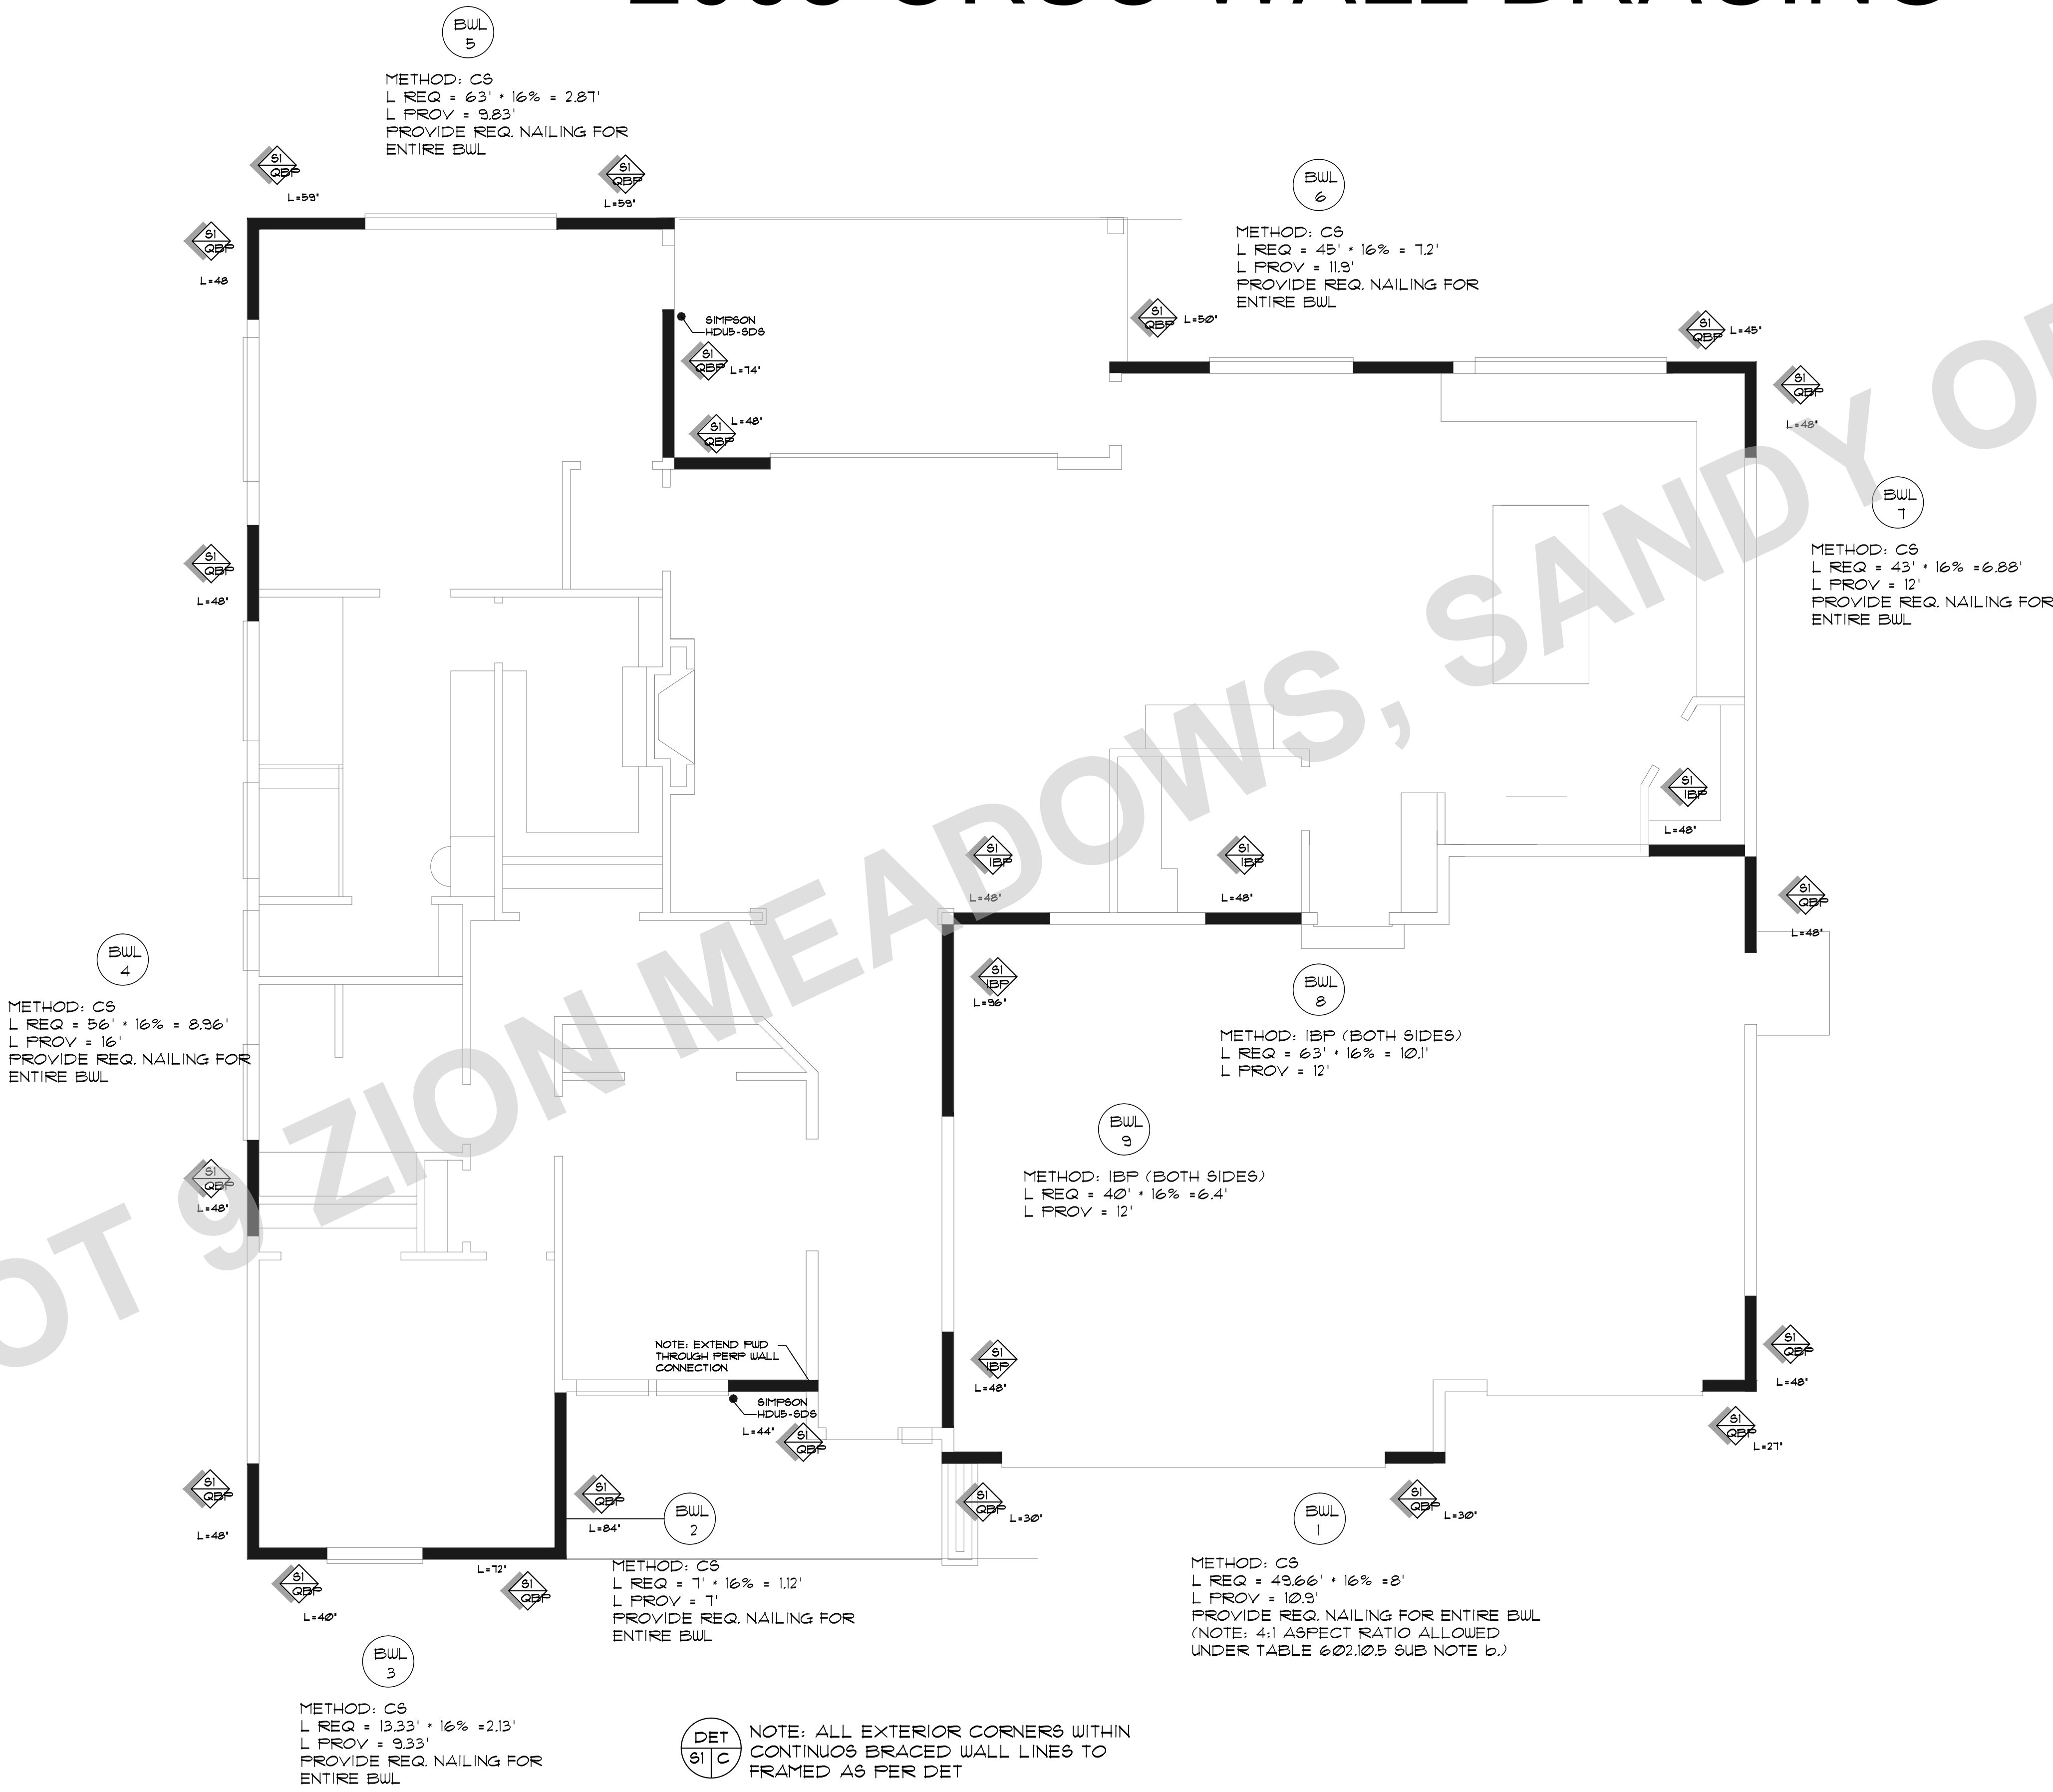 BWL
5
METHOD: CS
L REQ = 63' * 16% = 2.87'
L PROV = 9.83'
PROVIDE REQ. NAILING FOR
ENTIRE BWL
S1
QBP
L=59"
S1
QBP
L=59"
BWL
6
METHOD: CS
L REQ = 45' * 16% = 7.2'
L PROV = 11.9'
PROVIDE REQ. NAILING FOR
ENTIRE BWL
S1
QBP
L=48
SIMPSON
HDU5-SDS
S1
QBP
L=74"
L=48"
S1
QBP
S1
QBP
L=50"
S1
QBP
L=45"
S1
QBP
L=48"
BWL
7
METHOD: CS
L REQ = 43' * 16% =6.88'
L PROV = 12'
PROVIDE REQ. NAILING FOR
ENTIRE BWL
S1
QBP
L=48"
S1
IBP
L=48"
S1
IBP
L=48"
S1
IBP
L=48"
S1
QBP
L=48"
BWL
4
METHOD: CS
L REQ = 56' * 16% = 8.96'
L PROV = 16'
PROVIDE REQ. NAILING FOR
ENTIRE BWL
S1
IBP
L=96"
BWL
8
METHOD: IBP (BOTH SIDES)
L REQ = 63' * 16% = 10.1'
L PROV = 12'
BWL
9
METHOD: IBP (BOTH SIDES)
L REQ = 40' * 16% =6.4'
L PROV = 12'
S1
QBP
L=48"
NOTE: EXTEND PWD
THROUGH PERP WALL
CONNECTION
SIMPSON
HDU5-SDS
L=44"
S1
QBP
S1
IBP
L=48"
S1
QBP
L=48"
S1
QBP
L=27"
S1
QBP
L=48"
S1
QBP
L=84"
BWL
2
METHOD: CS
L REQ = 7' * 16% = 1.12'
L PROV = 7'
PROVIDE REQ. NAILING FOR
ENTIRE BWL
S1
QBP
L=30"
S1
QBP
L=30"
BWL
1
METHOD: CS
L REQ = 49.66' * 16% =8'
L PROV = 10.9'
PROVIDE REQ. NAILING FOR ENTIRE BWL
(NOTE: 4:1 ASPECT RATIO ALLOWED
UNDER TABLE 602.10.5 SUB NOTE b.)
S1
QBP
L=40"
L=72"
S1
QBP
BWL
3
METHOD: CS
L REQ = 13.33' * 16% =2.13'
L PROV = 9.33'
PROVIDE REQ. NAILING FOR
ENTIRE BWL
DET
S1 C
NOTE: ALL EXTERIOR CORNERS WITHIN
CONTINUOS BRACED WALL LINES TO
FRAMED AS PER DET
OT 9 ZION MEADOWS, SANDY O